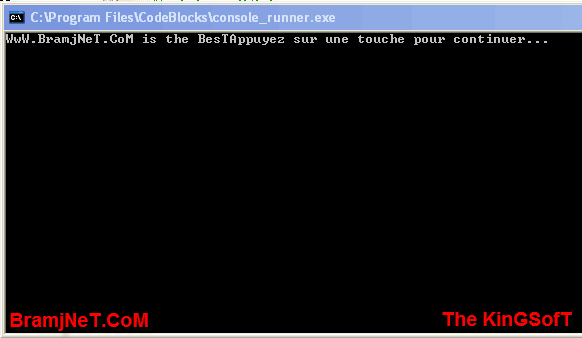 C:\Program Files\CodeBlocks\console_runner.exe
WwW.BramjNeT.CoM is the BesTAppuyez sur une touche pour continuer...
BramjNeT.CoM
The KinGSofT